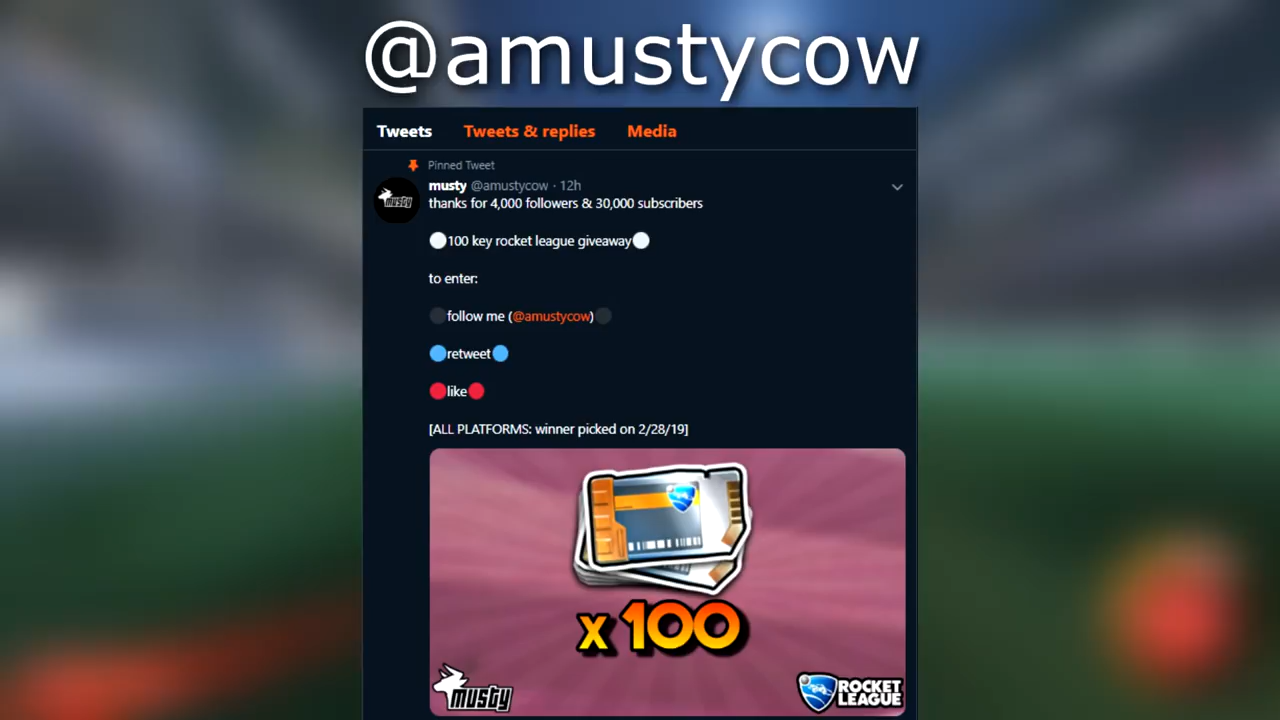 @amustycow
Tweets Tweets & replies Media
Pinned Tweet
musty @amustycow · 12h
thanks for 4,000 followers & 30,000 subscribers
100 key rocket league giveaway
to enter:
follow me (@amustycow)
retweet
like
[ALL PLATFORMS: winner picked on 2/28/19]
x 100
musty
ROCKET
LEAGUE